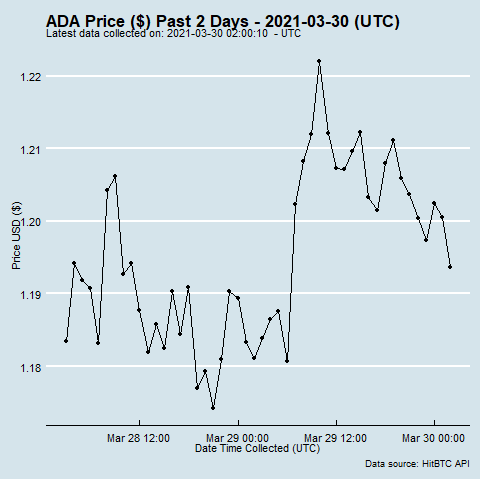 ADA Price ($) Past 2 Days - 2021-03-30 (UTC)
Latest data collected on: 2021-03-30 02:00:10 - UTC
1.22
1.21
1.20
1.19
1.18
Price USD ($)
Mar 28 12:00 Mar 29 00:00 Mar 29 12:00 Mar 30 00:00
Date Time Collected (UTC)
Data source: HitBTC API